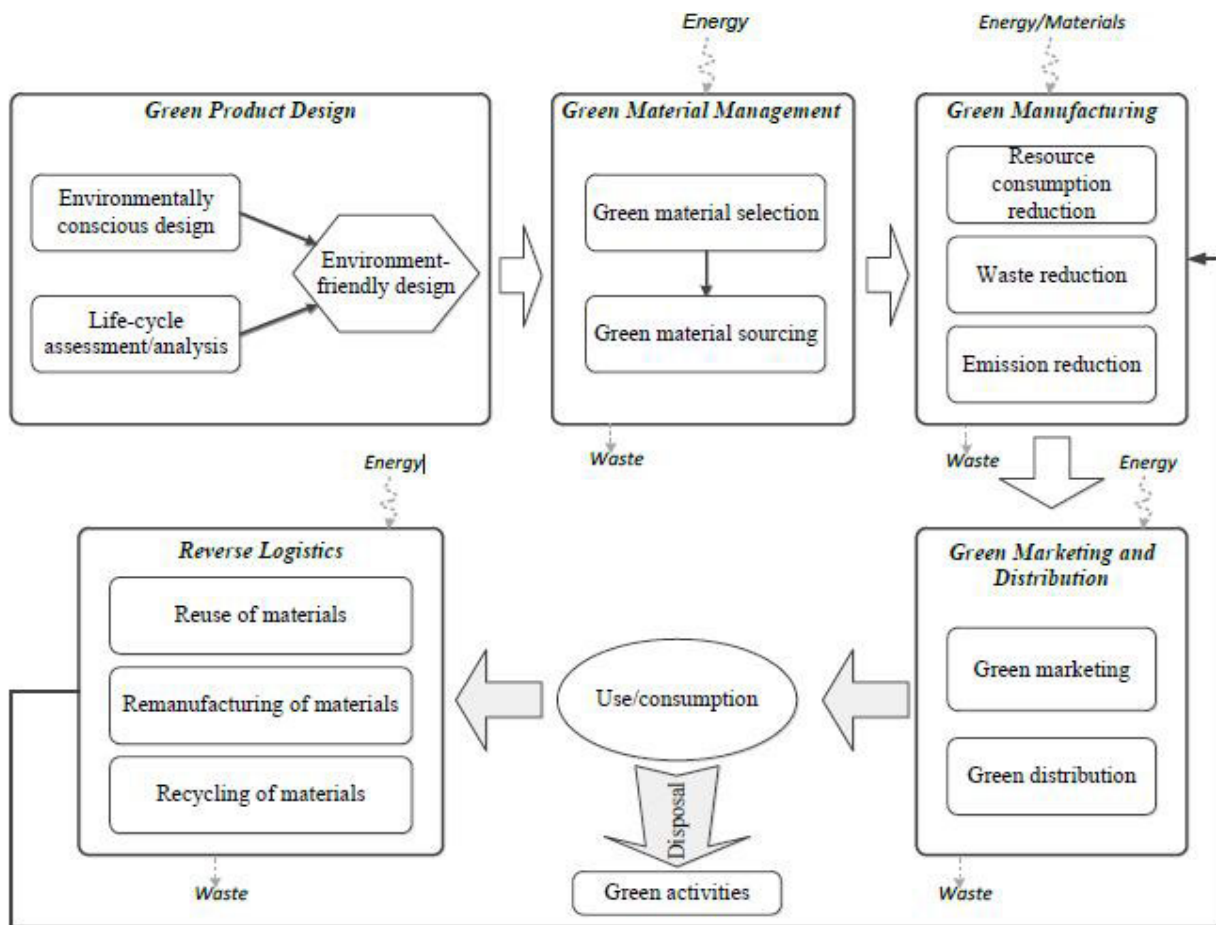 Energy
Energy/Materials
Green Product Design
Environmentally
conscious design
Life-cycle
assessment/analysis
Environment-
friendly design
Green Material Management
Green material selection
Green material sourcing
Green Manufacturing
Resource
consumption
reduction
Waste reduction
Emission reduction
Waste
Waste
Energy
Energy
Reverse Logistics
Reuse of materials
Remanufacturing of materials
Recycling of materials
Use/consumption
Disposal
Green activities
Green Marketing and
Distribution
Green marketing
Green distribution
Waste
Waste